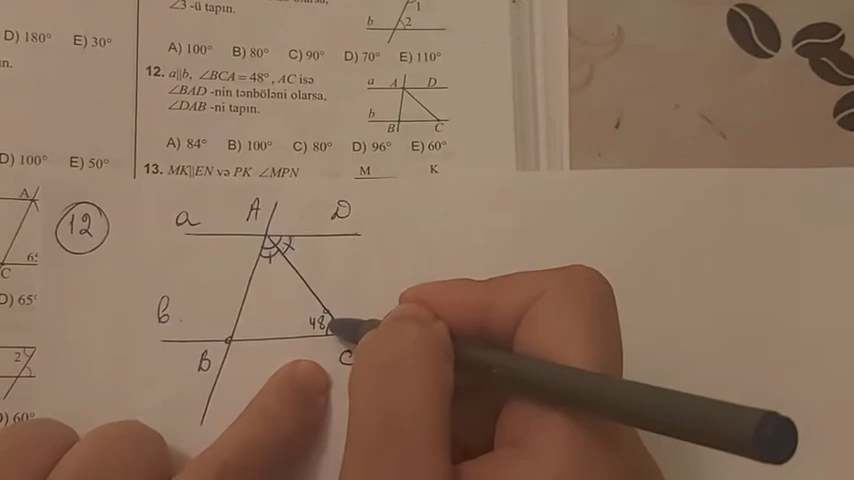 ∠3-ü tapın.
1
b
2
A) 100° B) 80° C) 90° D) 70° E) 110°
12. a||b, ∠BCA = 48°, AC isə
∠BAD -nin tənböləni olarsa,
∠DAB -ni tapın.
a A D
b
B C
A) 84° B) 100° C) 80° D) 96° E) 60°
13. MK||EN və PK ∠MPN
M K
D) 180° E) 30°
D) 100° E) 50°
A
C
D) 65°
2
D) 60°
12
a A D
b
48
B C